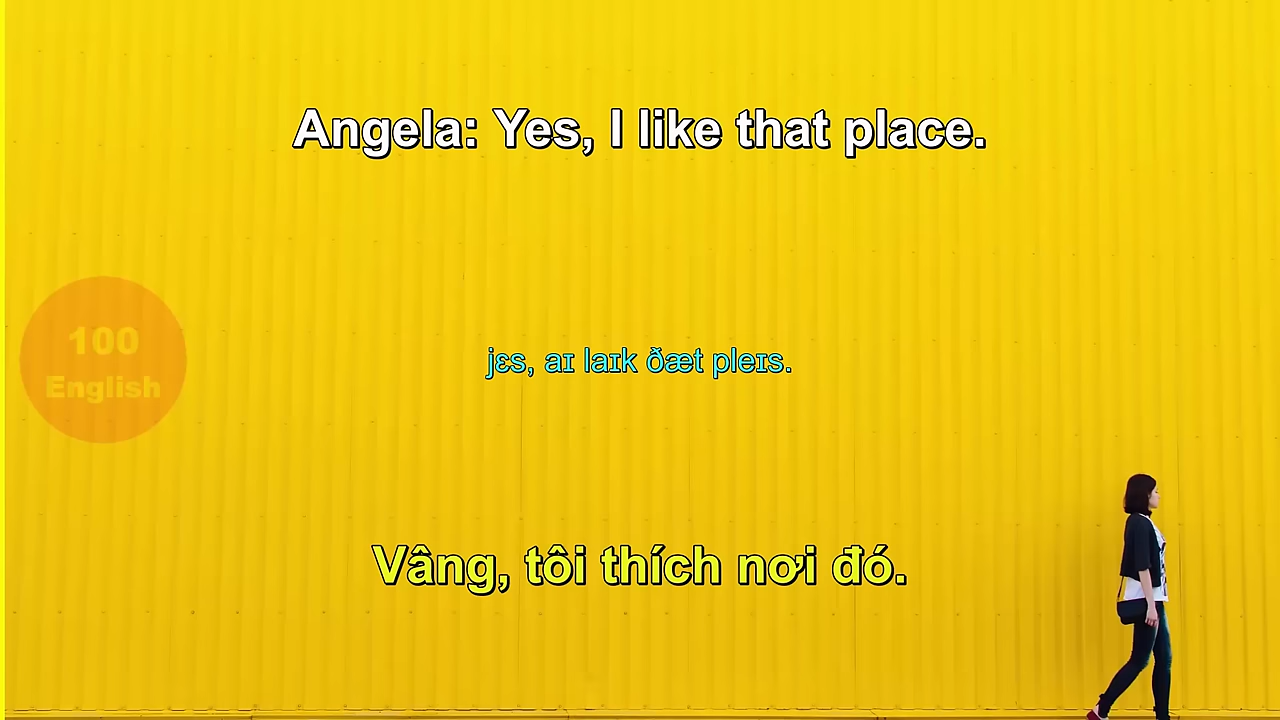 Angela: Yes, I like that place.
100
English
jɛs, aɪ laɪk ðæt pleɪs.
Vâng, tôi thích nơi đó.